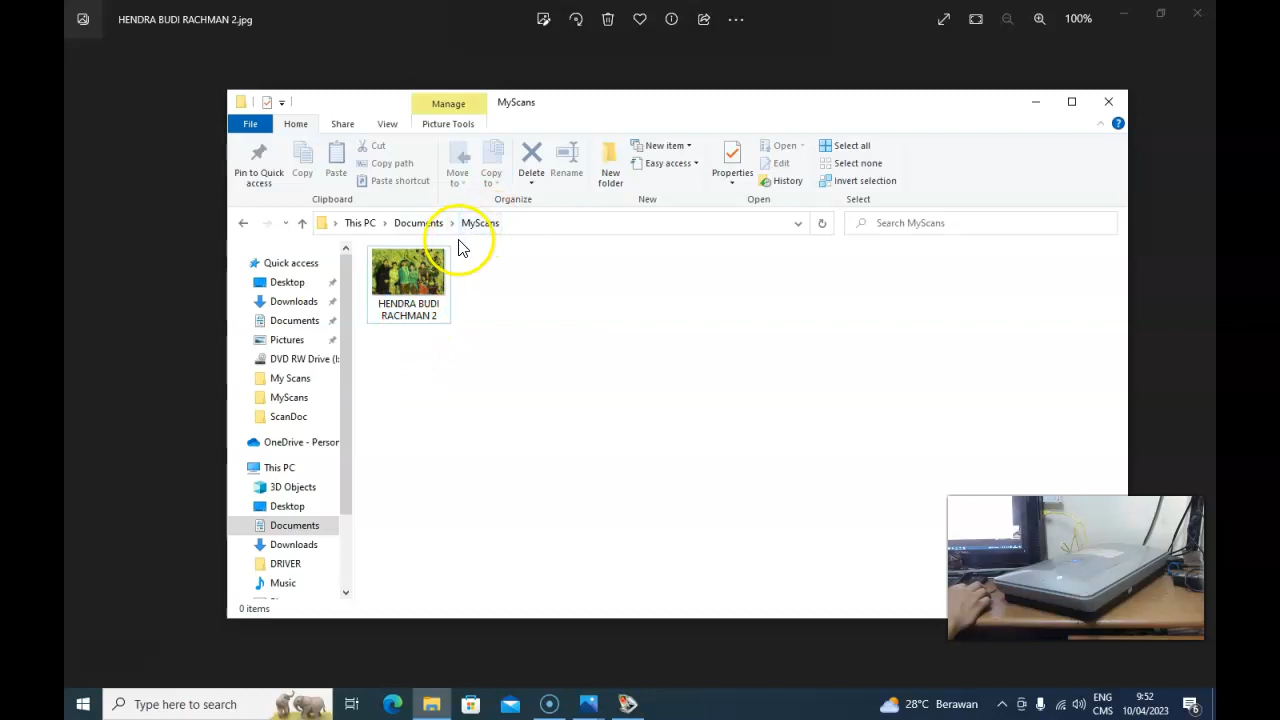 HENDRA BUDI RACHMAN 2.jpg
100%
Manage
MyScans
File
Home
Share
View
Picture Tools
Pin to Quick access
Copy
Paste
Cut
Copy path
Paste shortcut
Clipboard
Move to
Copy to
Delete
Rename
Organize
New folder
New item
Easy access
New
Properties
Open
Edit
History
Open
Select all
Select none
Invert selection
Select
This PC
Documents
MyScans
Search MyScans
Quick access
Desktop
Downloads
Documents
Pictures
DVD RW Drive (I:
My Scans
MyScans
ScanDoc
OneDrive - Person
This PC
3D Objects
Desktop
Documents
Downloads
DRIVER
Music
HENDRA BUDI
RACHMAN 2
0 items
Type here to search
28°C Berawan
ENG
CMS
9:52
10/04/2023
6